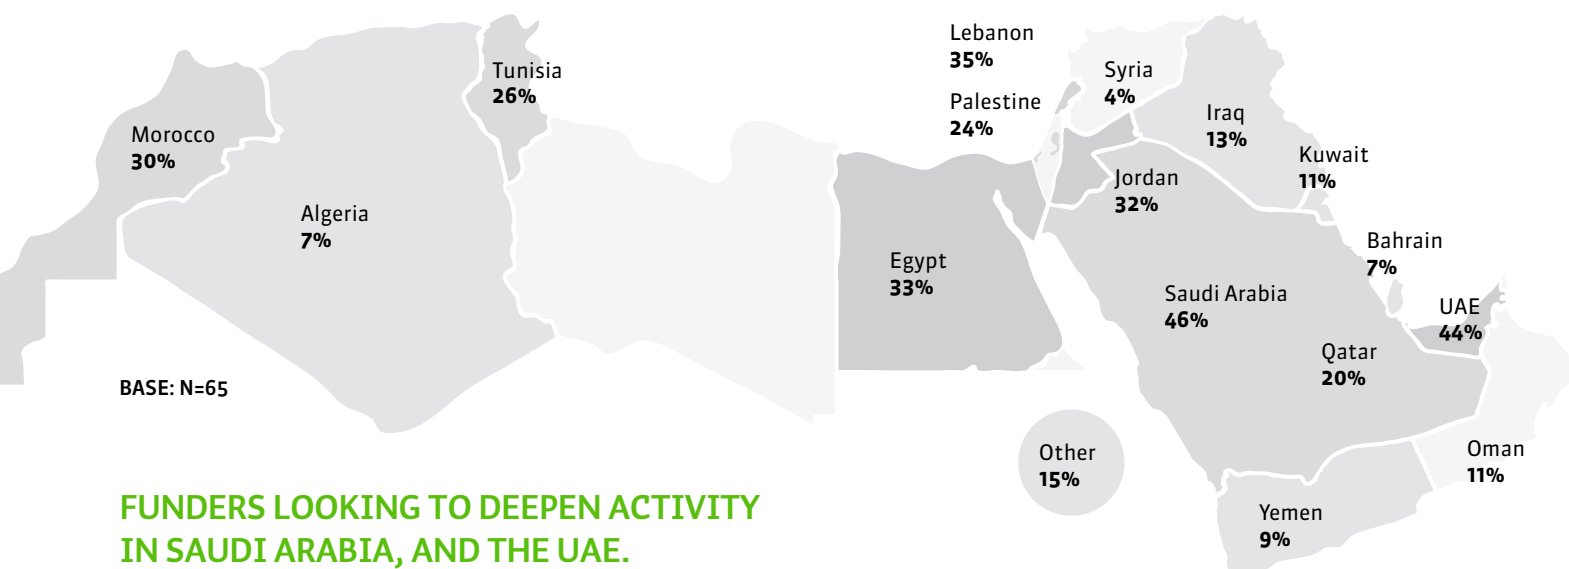 Lebanon
35%
Tunisia
26%
Syria
4%
Palestine
24%
Iraq
13%
Morocco
30%
Kuwait
11%
Jordan
32%
Algeria
7%
Bahrain
7%
Egypt
33%
Saudi Arabia
46%
UAE
44%
Qatar
20%
BASE: N=65
Other
15%
Oman
11%
Yemen
9%
FUNDERS LOOKING TO DEEPEN ACTIVITY
IN SAUDI ARABIA, AND THE UAE.